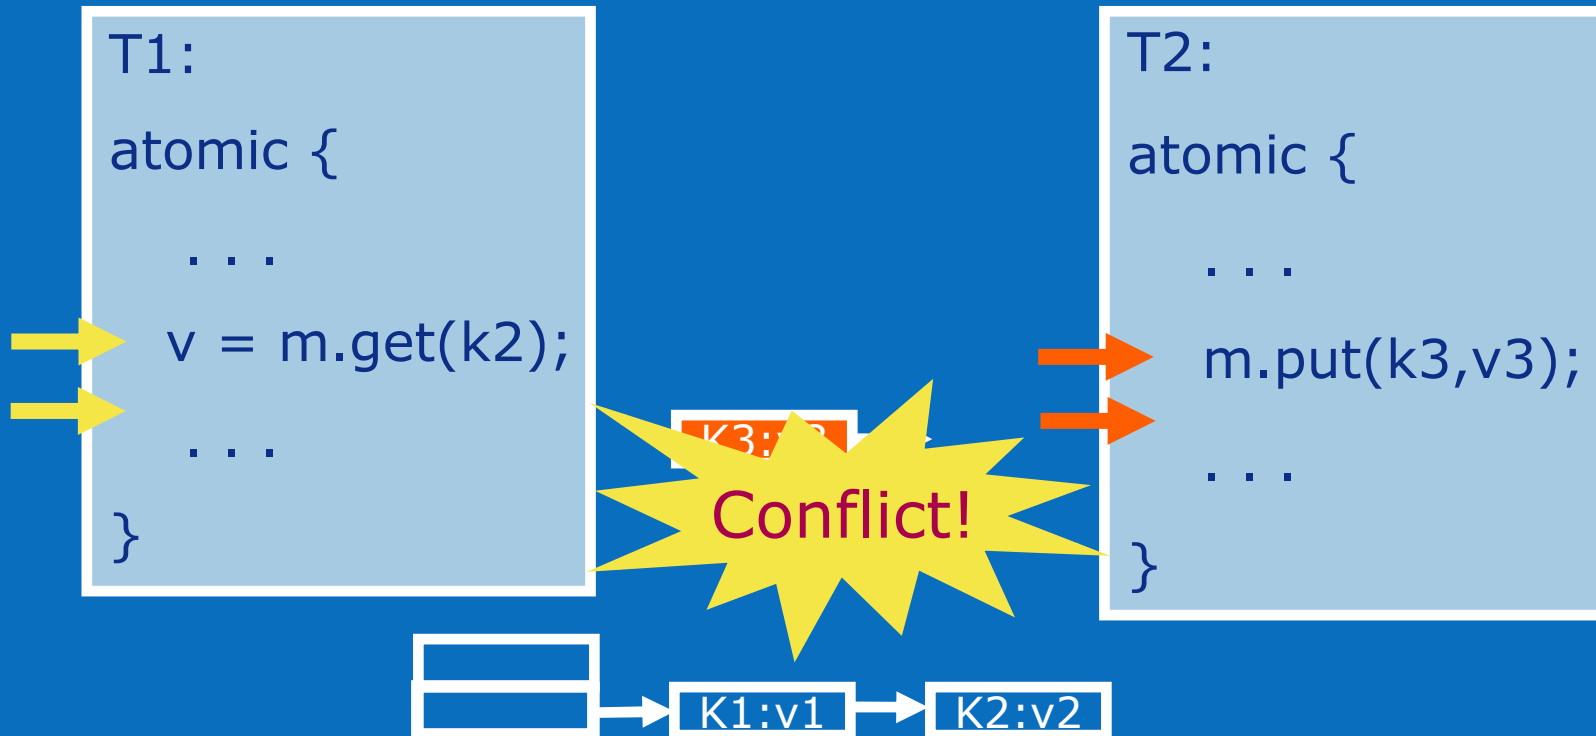 T1:
atomic {
. . .
v = m.get(k2);
. . .
}
T2:
atomic {
. . .
m.put(k3,v3);
. . .
}
Conflict!
K1:v1
K2:v2